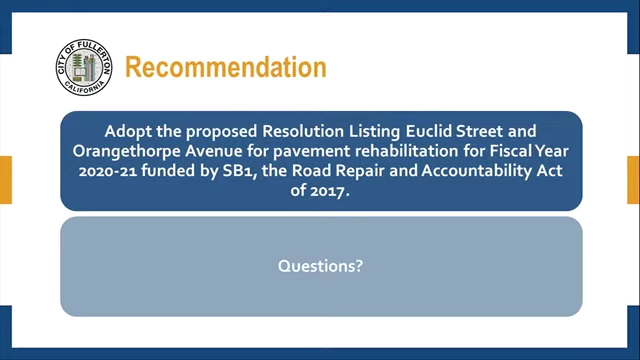 CITY OF FULLERTON
CALIFORNIA
Recommendation
Adopt the proposed Resolution Listing Euclid Street and
Orangethorpe Avenue for pavement rehabilitation for Fiscal Year
2020-21 funded by SB1, the Road Repair and Accountability Act
of 2017.
Questions?